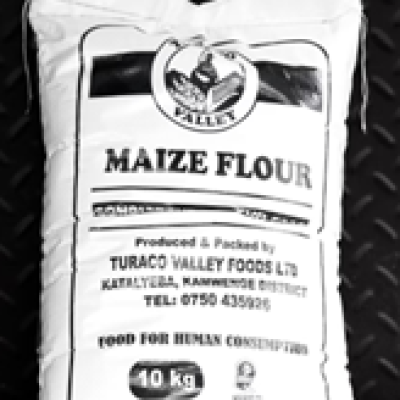 VALLEY
MAIZE FLOUR
Produced & Packed by
TURACO VALLEY FOODS LTD
KATALYEBA, KAMWENGE DISTRICT
TEL: 0750 435926
FOOD FOR HUMAN CONSUMPTION
10 kg